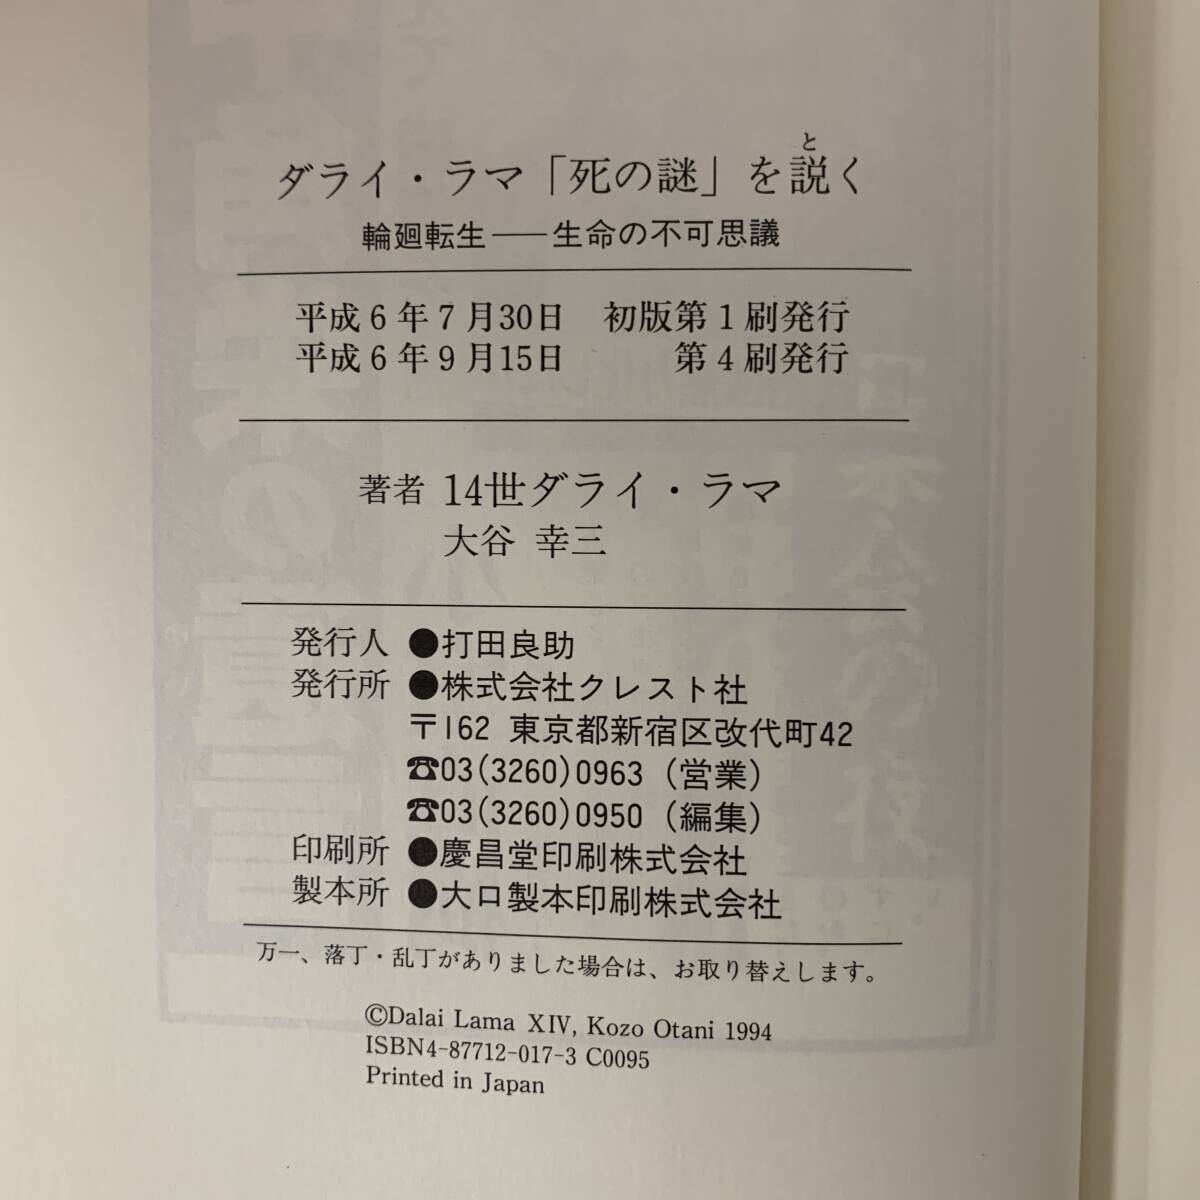 ダライ・ラマ「死の謎」を説く
と
輪廻転生――生命の不可思議
平成6年7月30日 初版第1刷発行
平成6年9月15日 第4刷発行
著者 14世ダライ・ラマ
大谷 幸三
発行人 ●打田良助
発行所 ●株式会社クレスト社
〒162 東京都新宿区改代町42
☎03(3260)0963(営業)
☎03(3260)0950(編集)
印刷所 ●慶昌堂印刷株式会社
製本所 ●大口製本印刷株式会社
万一、落丁・乱丁がありました場合は、お取り替えします。
©Dalai Lama XIV, Kozo Otani 1994
ISBN4-87712-017-3 C0095
Printed in Japan